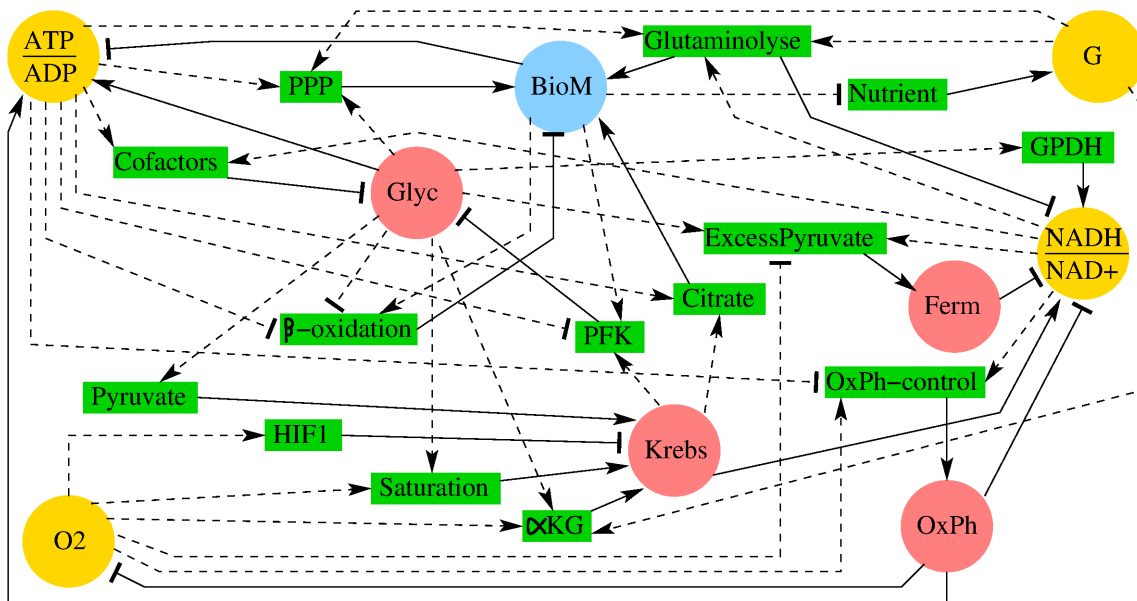 ATP
ADP
Glutaminolyse
G
PPP
BioM
Nutrient
Cofactors
Glyc
GPDH
ExcessPyruvate
NADH
NAD+
Citrate
Ferm
β−oxidation
PFK
Pyruvate
OxPh−control
HIF1
Krebs
Saturation
αKG
O2
OxPh